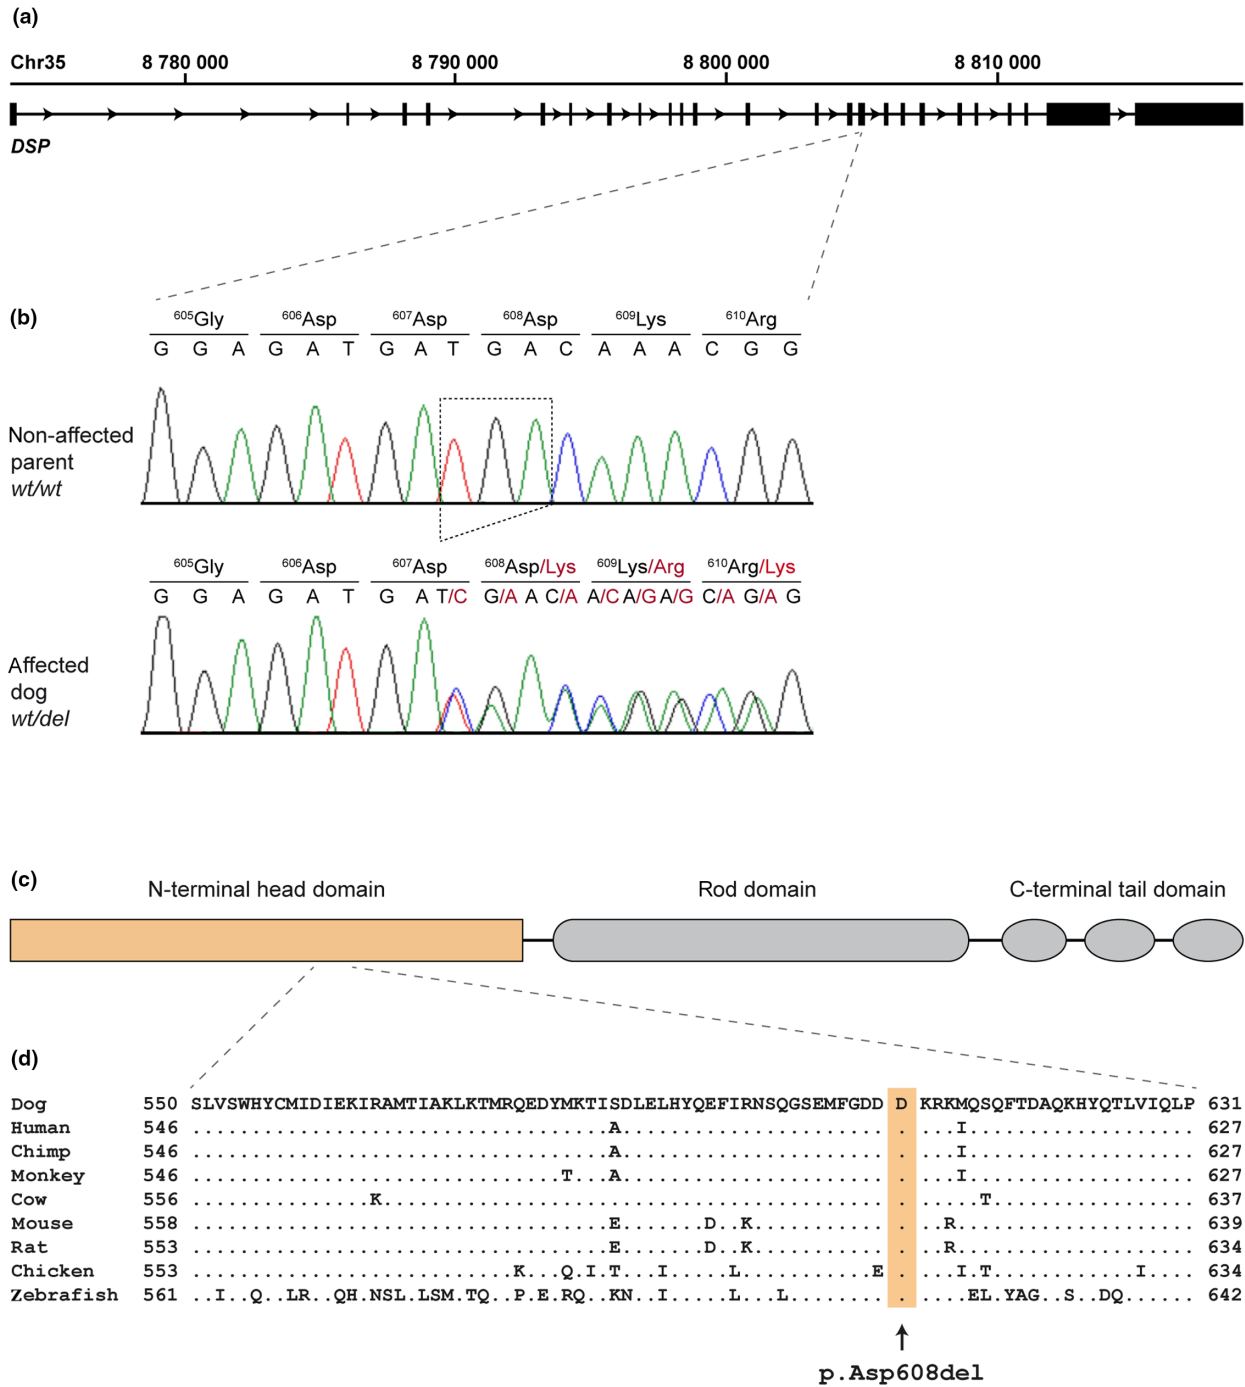 (a)
Chr35 8 780 000 8 790 000 8 800 000 8 810 000
DSP
(b)
⁶⁰⁵Gly ⁶⁰⁶Asp ⁶⁰⁷Asp ⁶⁰⁸Asp ⁶⁰⁹Lys ⁶¹⁰Arg
G G A G A T G A T G A C A A A C G G
Non-affected
parent
wt/wt
⁶⁰⁵Gly ⁶⁰⁶Asp ⁶⁰⁷Asp ⁶⁰⁸Asp/Lys ⁶⁰⁹Lys/Arg ⁶¹⁰Arg/Lys
G G A G A T G A T/C G/A A C/A A/C A/G A/G C/A G/A G
Affected
dog
wt/del
(c)
N-terminal head domain Rod domain C-terminal tail domain
(d)
Dog 550 SLVSWHYCMIDIEKIRAMTIAKLKTMRQEDYMKTISDLELHYQEFIRNSQGSEMFGDD D KRKMQSQFTDAQKHYQTLVIQLP 631
Human 546 ...................................A...................... . ...I................... 627
Chimp 546 ...................................A...................... . ...I................... 627
Monkey 546 ...............................T...A...................... . ...I................... 627
Cow 556 ...............K.......................................... . .....T................. 637
Mouse 558 ...................................E.......D..K........... . ..R.................... 639
Rat 553 ...................................E.......D..K........... . ..R.................... 634
Chicken 553 ...........................K...Q.I.T...I.....L...........E . ...I.T............I.... 634
Zebrafish 561 ..I..Q..LR..QH.NSL.LSM.TQ..P.E.RQ..KN..I.....L...L........ . ....EL.YAG..S..DQ...... 642
p.Asp608del